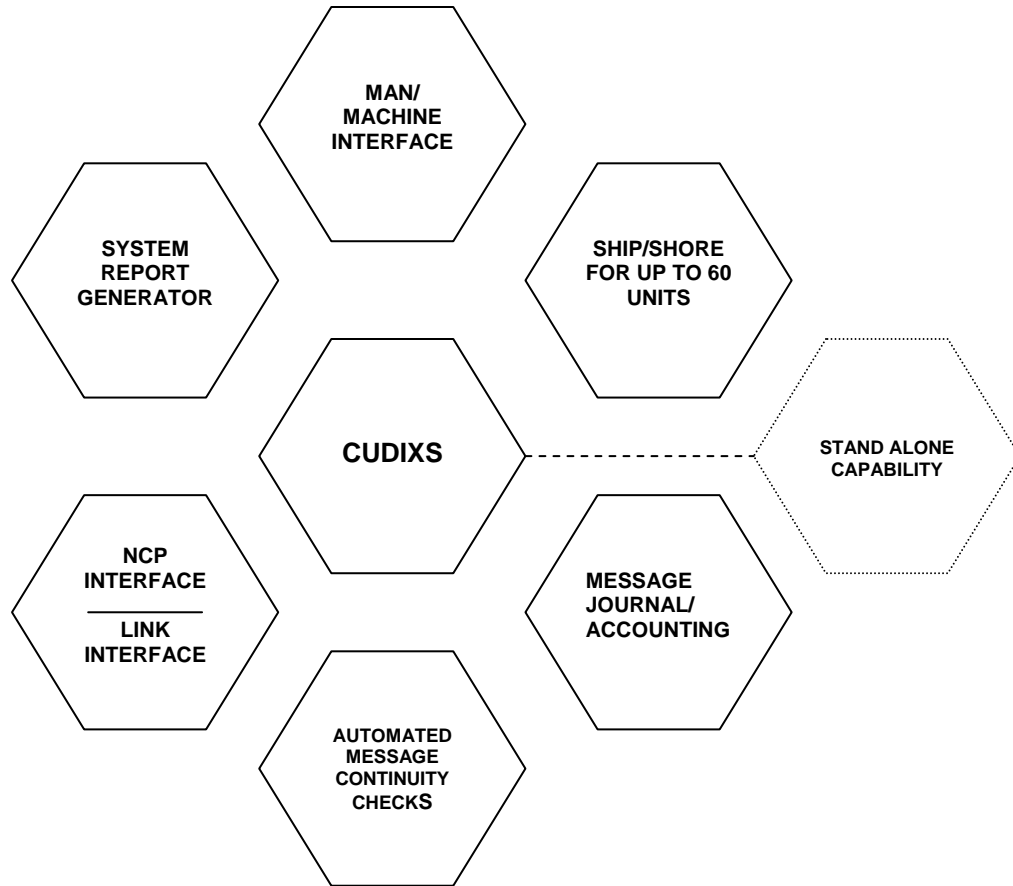 MAN/
MACHINE
INTERFACE
SYSTEM
REPORT
GENERATOR
SHIP/SHORE
FOR UP TO 60
UNITS
CUDIXS
STAND ALONE
CAPABILITY
NCP
INTERFACE
LINK
INTERFACE
MESSAGE
JOURNAL/
ACCOUNTING
AUTOMATED
MESSAGE
CONTINUITY
CHECKS